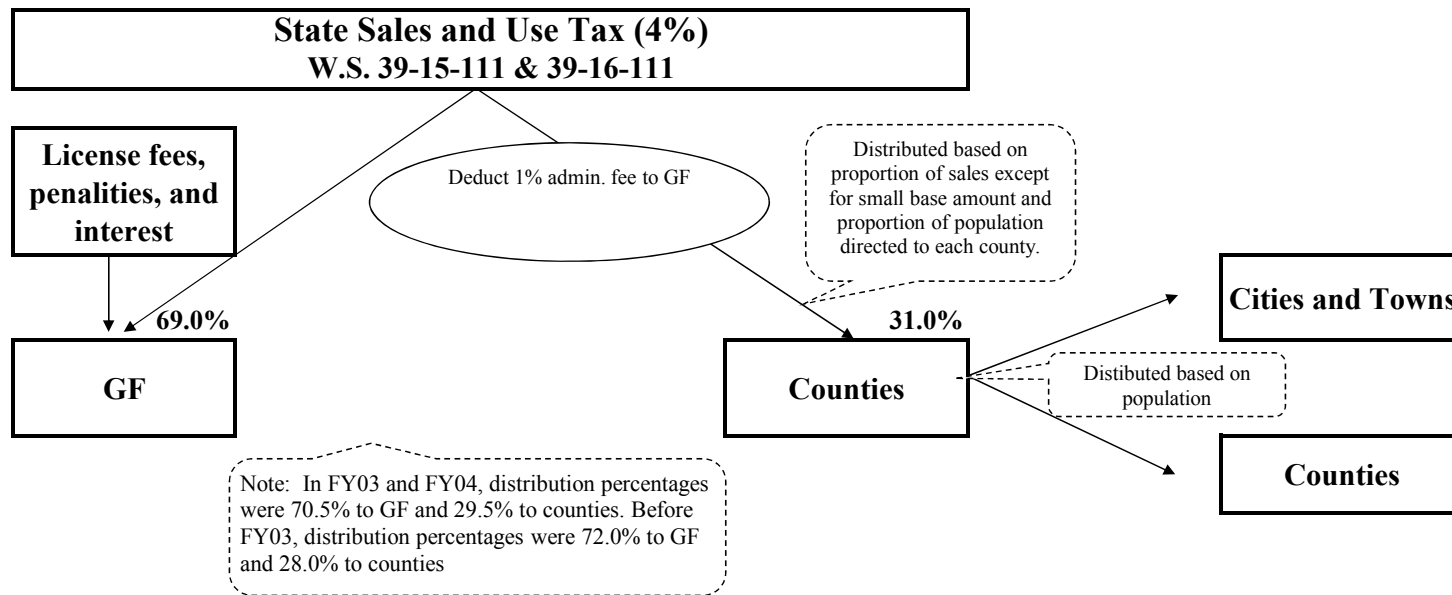 State Sales and Use Tax (4%)
W.S. 39-15-111 & 39-16-111
License fees,
penalities, and
interest
Deduct 1% admin. fee to GF
Distributed based on
proportion of sales except
for small base amount and
proportion of population
directed to each county.
69.0%
31.0%
GF
Counties
Cities and Towns
Distibuted based on
population
Counties
Note:  In FY03 and FY04, distribution percentages
were 70.5% to GF and 29.5% to counties. Before
FY03, distribution percentages were 72.0% to GF
and 28.0% to counties